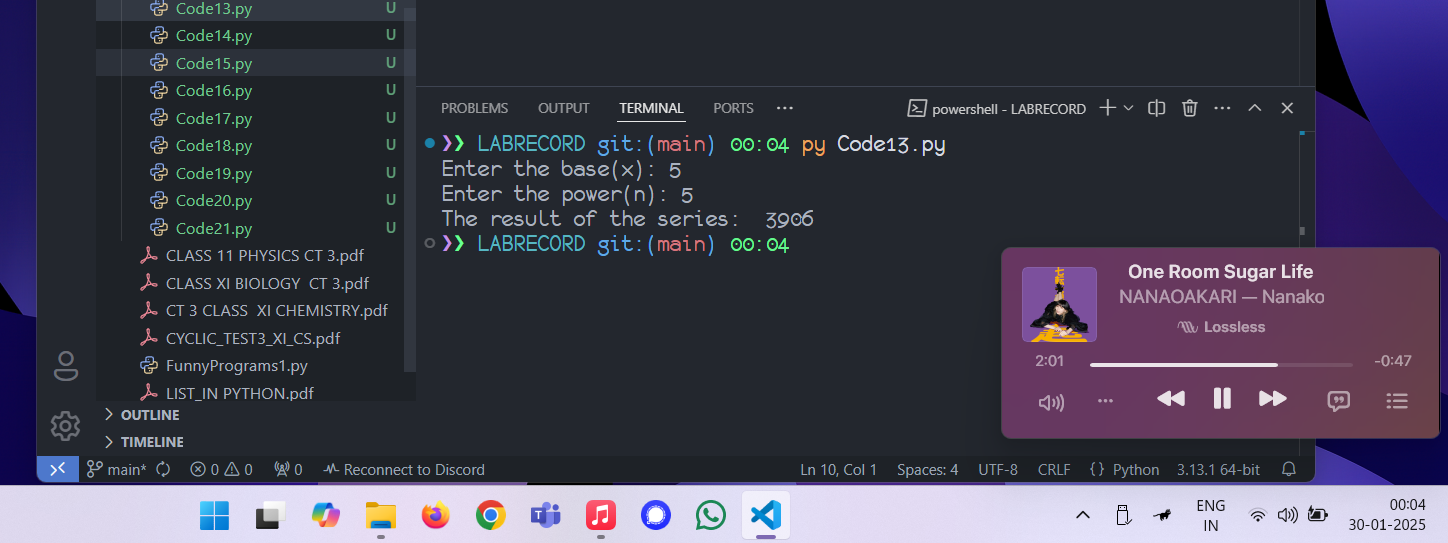 Code13.py U
Code14.py U
Code15.py U
Code16.py U
Code17.py U
Code18.py U
Code19.py U
Code20.py U
Code21.py U
CLASS 11 PHYSICS CT 3.pdf
CLASS XI BIOLOGY  CT 3.pdf
CT 3 CLASS  XI CHEMISTRY.pdf
CYCLIC_TEST3_XI_CS.pdf
FunnyPrograms1.py
LIST_IN PYTHON.pdf
OUTLINE
TIMELINE
PROBLEMS OUTPUT TERMINAL PORTS ··· powershell - LABRECORD
❯❯ LABRECORD git:(main) 00:04 py Code13.py
Enter the base(x): 5
Enter the power(n): 5
The result of the series:  3906
❯❯ LABRECORD git:(main) 00:04
One Room Sugar Life
NANAOAKARI — Nanako
Lossless
2:01 -0:47
main* 0 0 0 Reconnect to Discord Ln 10, Col 1 Spaces: 4 UTF-8 CRLF {} Python 3.13.1 64-bit
ENG
IN
00:04
30-01-2025